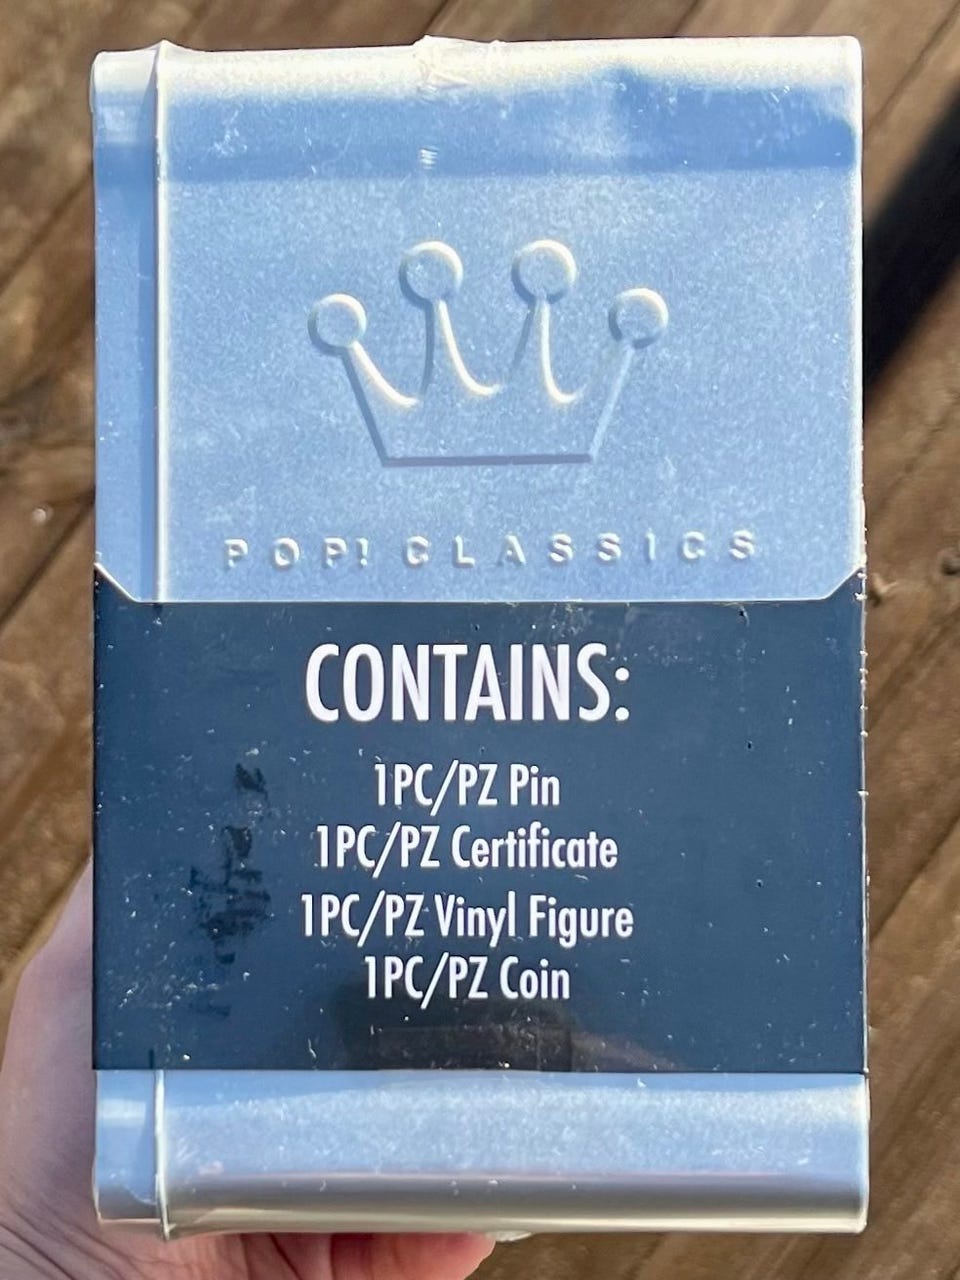 POP! CLASSICS
CONTAINS:
1PC/PZ Pin
1PC/PZ Certificate
1PC/PZ Vinyl Figure
1PC/PZ Coin